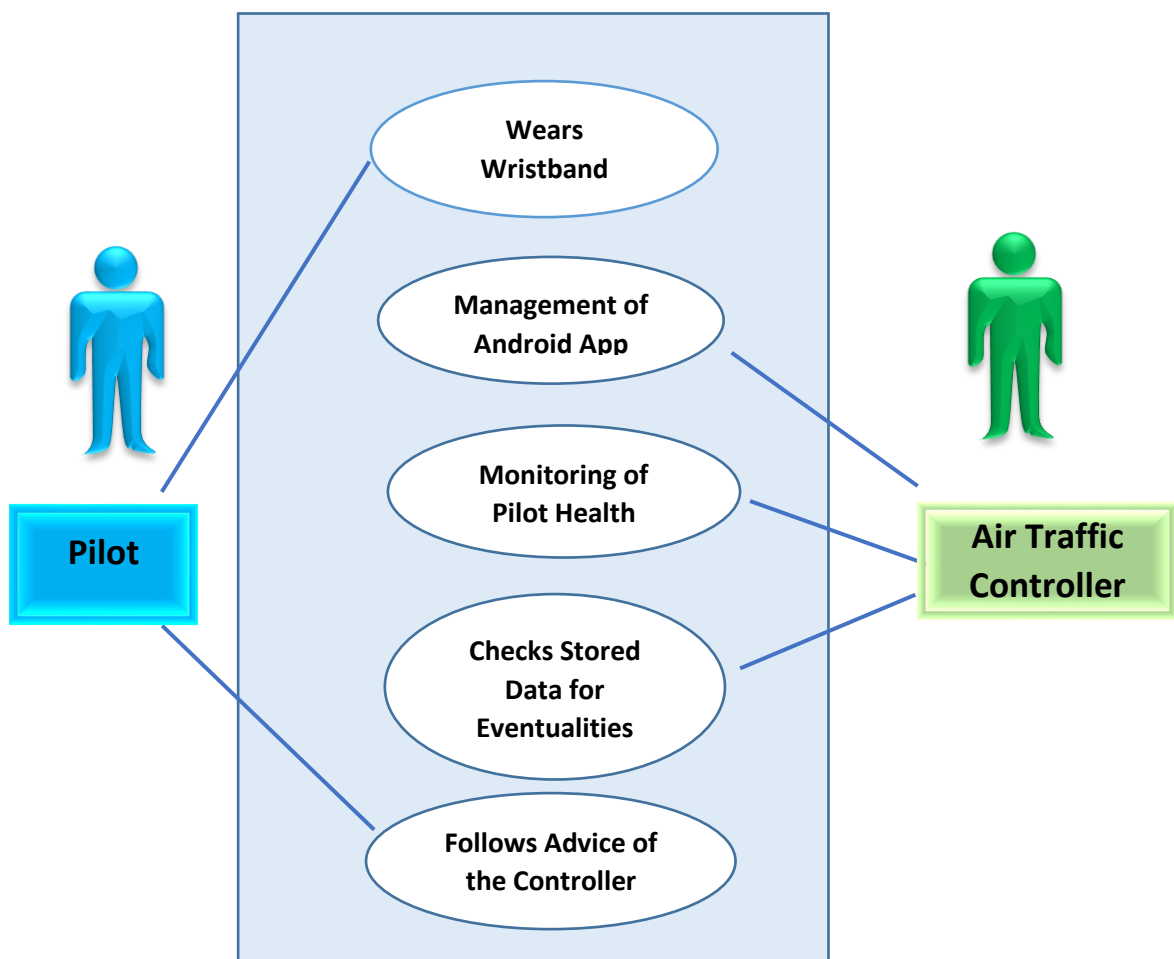 Wears
Wristband
Management of
Android App
Monitoring of
Pilot Health
Pilot
Air Traffic
Controller
Checks Stored
Data for
Eventualities
Follows Advice of
the Controller